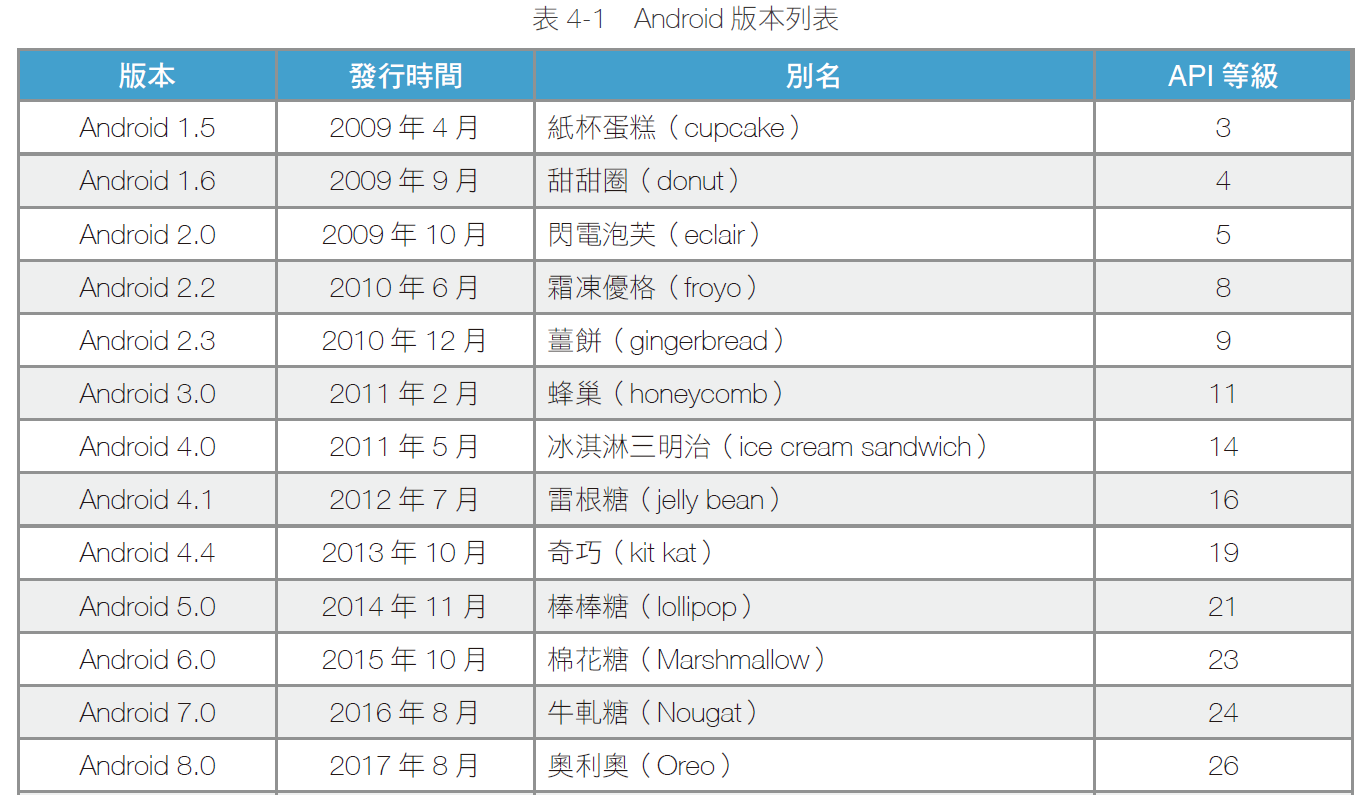 表 4-1　Android 版本列表
版本 發行時間 別名 API 等級
Android 1.5 2009 年 4 月 紙杯蛋糕（cupcake） 3
Android 1.6 2009 年 9 月 甜甜圈（donut） 4
Android 2.0 2009 年 10 月 閃電泡芙（eclair） 5
Android 2.2 2010 年 6 月 霜凍優格（froyo） 8
Android 2.3 2010 年 12 月 薑餅（gingerbread） 9
Android 3.0 2011 年 2 月 蜂巢（honeycomb） 11
Android 4.0 2011 年 5 月 冰淇淋三明治（ice cream sandwich） 14
Android 4.1 2012 年 7 月 雷根糖（jelly bean） 16
Android 4.4 2013 年 10 月 奇巧（kit kat） 19
Android 5.0 2014 年 11 月 棒棒糖（lollipop） 21
Android 6.0 2015 年 10 月 棉花糖（Marshmallow） 23
Android 7.0 2016 年 8 月 牛軋糖（Nougat） 24
Android 8.0 2017 年 8 月 奧利奧（Oreo） 26